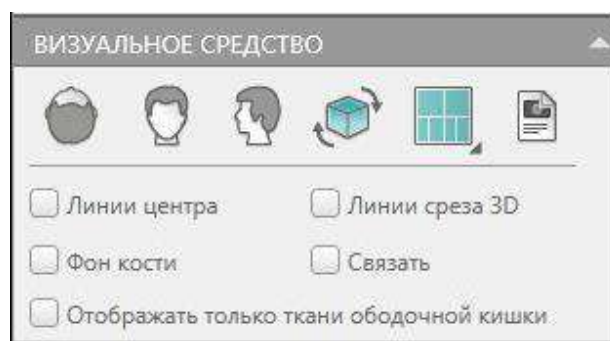 ВИЗУАЛЬНОЕ СРЕДСТВО
Линии центра Линии среза 3D
Фон кости Связать
Отображать только ткани ободочной кишки